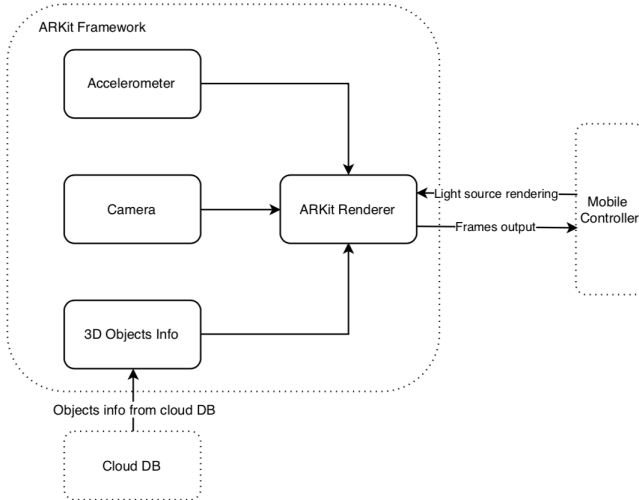 ARKit Framework
Accelerometer
Camera
ARKit Renderer
Light source rendering
Frames output
Mobile
Controller
3D Objects Info
Objects info from cloud DB
Cloud DB